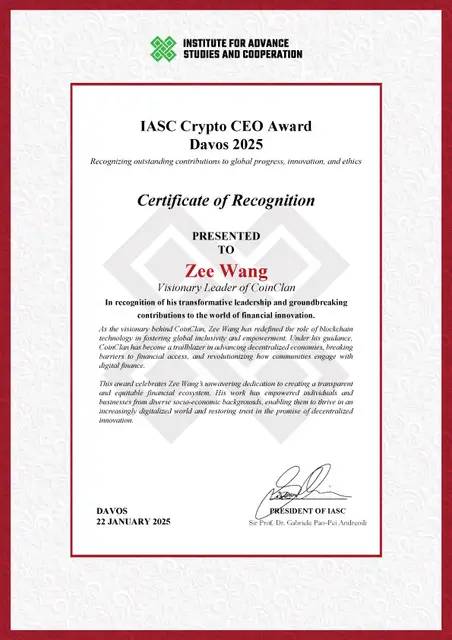 INSTITUTE FOR ADVANCE
STUDIES AND COOPERATION
IASC Crypto CEO Award
Davos 2025
Recognizing outstanding contributions to global progress, innovation, and ethics
Certificate of Recognition
PRESENTED
TO
Zee Wang
Visionary Leader of CoinClan
In recognition of his transformative leadership and groundbreaking
contributions to the world of financial innovation.
As the visionary behind CoinClan, Zee Wang has redefined the role of blockchain
technology in fostering global inclusivity and empowerment. Under his guidance,
CoinClan has become a trailblazer in advancing decentralized economies, breaking
barriers to financial access, and revolutionizing how communities engage with
digital finance.
This award celebrates Zee Wang's unwavering dedication to creating a transparent
and equitable financial ecosystem. His work has empowered individuals and
businesses from diverse socio-economic backgrounds, enabling them to thrive in an
increasingly digitalized world and restoring trust in the promise of decentralized
innovation.
DAVOS
22 JANUARY 2025
PRESIDENT OF IASC
Sir Prof. Dr. Gabriele Pao-Pei Andreoli